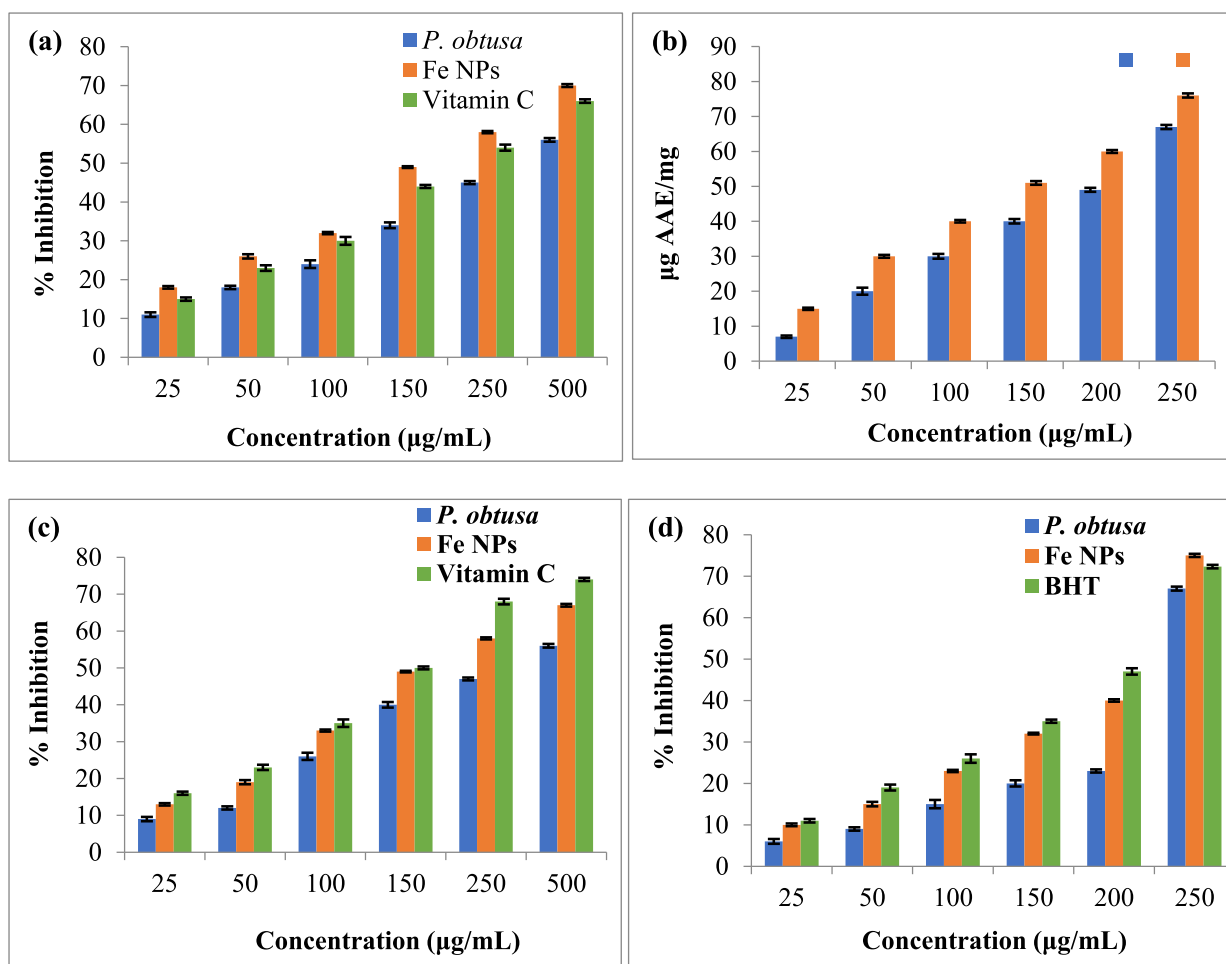 (a)
P. obtusa
Fe NPs
Vitamin C
80
70
60
50
40
30
20
10
0
% Inhibition
25 50 100 150 250 500
Concentration (µg/mL)
(b)
90
80
70
60
50
40
30
20
10
0
µg AAE/mg
25 50 100 150 200 250
Concentration (µg/mL)
(c)
P. obtusa
Fe NPs
Vitamin C
80
70
60
50
40
30
20
10
0
% Inhibition
25 50 100 150 250 500
Concentration (µg/mL)
(d)
P. obtusa
Fe NPs
BHT
80
70
60
50
40
30
20
10
0
% Inhibition
25 50 100 150 200 250
Concentration (µg/mL)